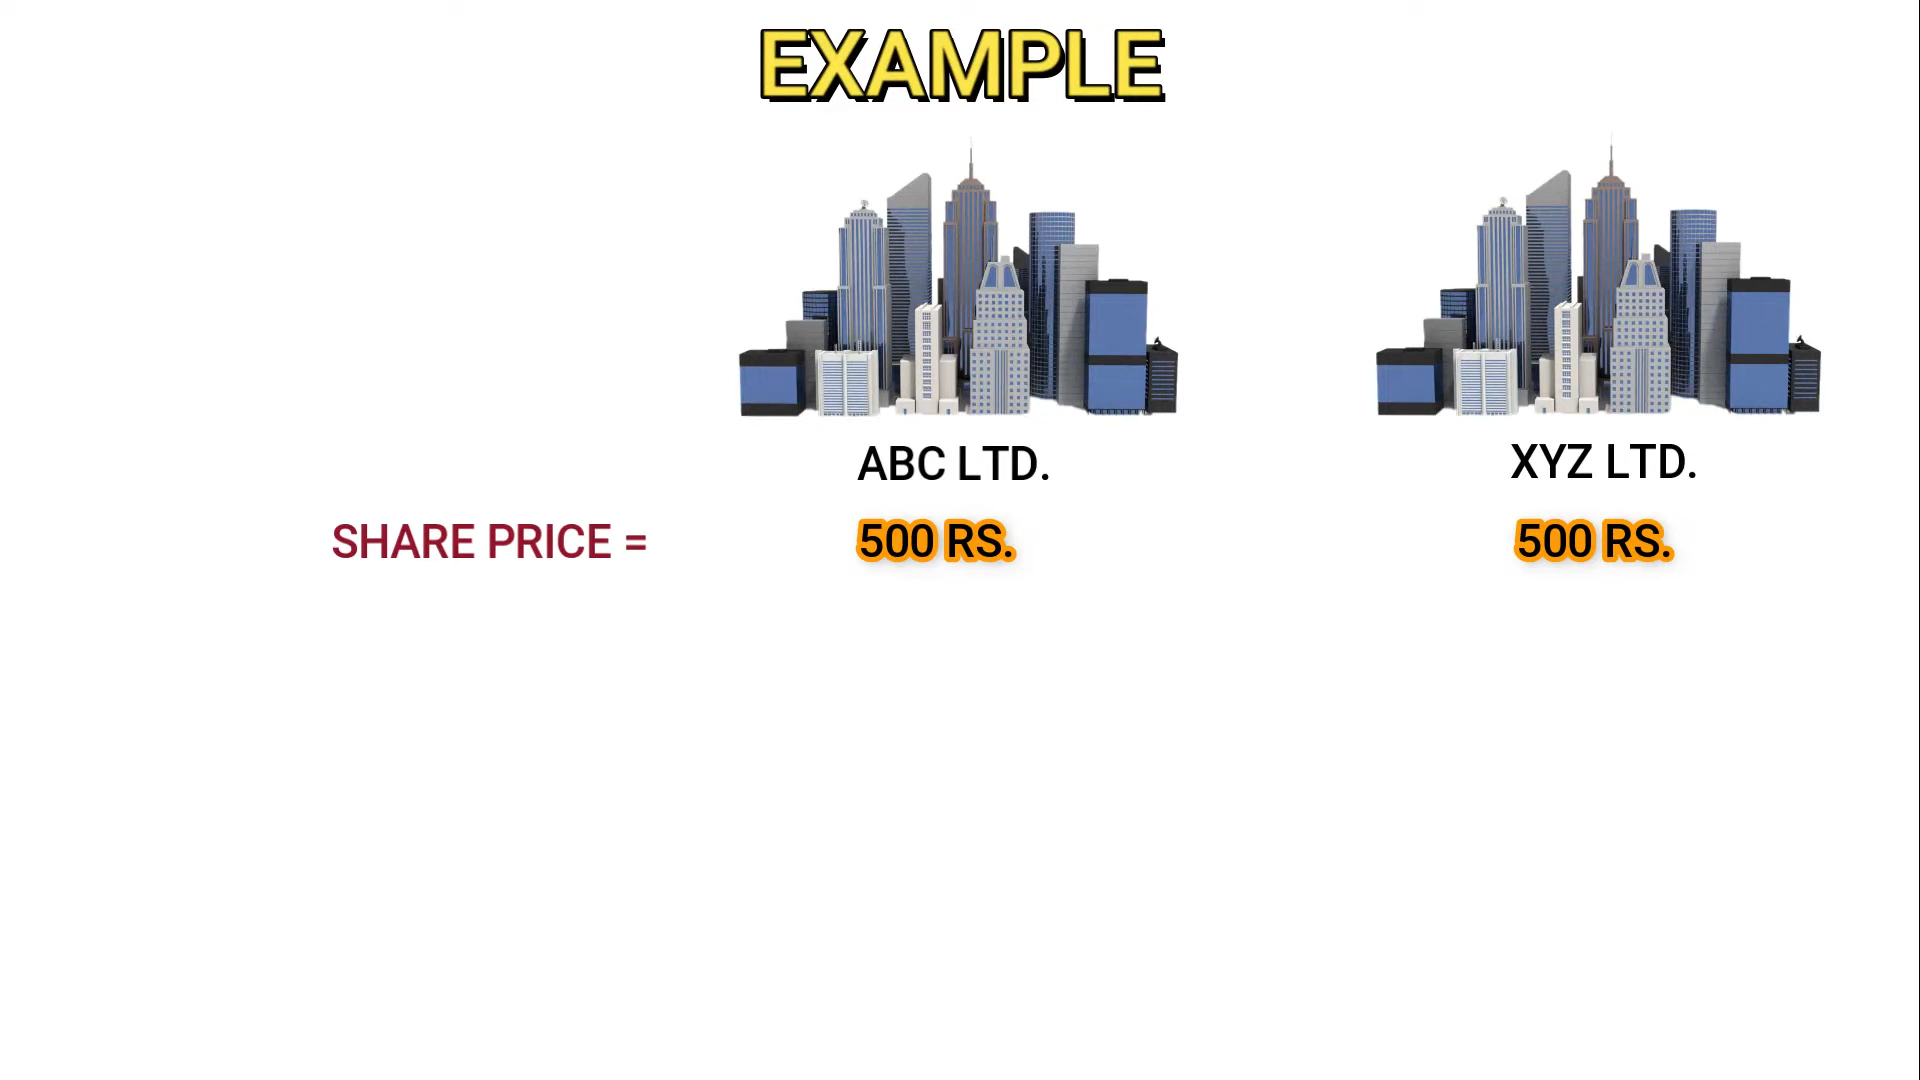 EXAMPLE
ABC LTD. XYZ LTD.
SHARE PRICE = 500 RS. 500 RS.